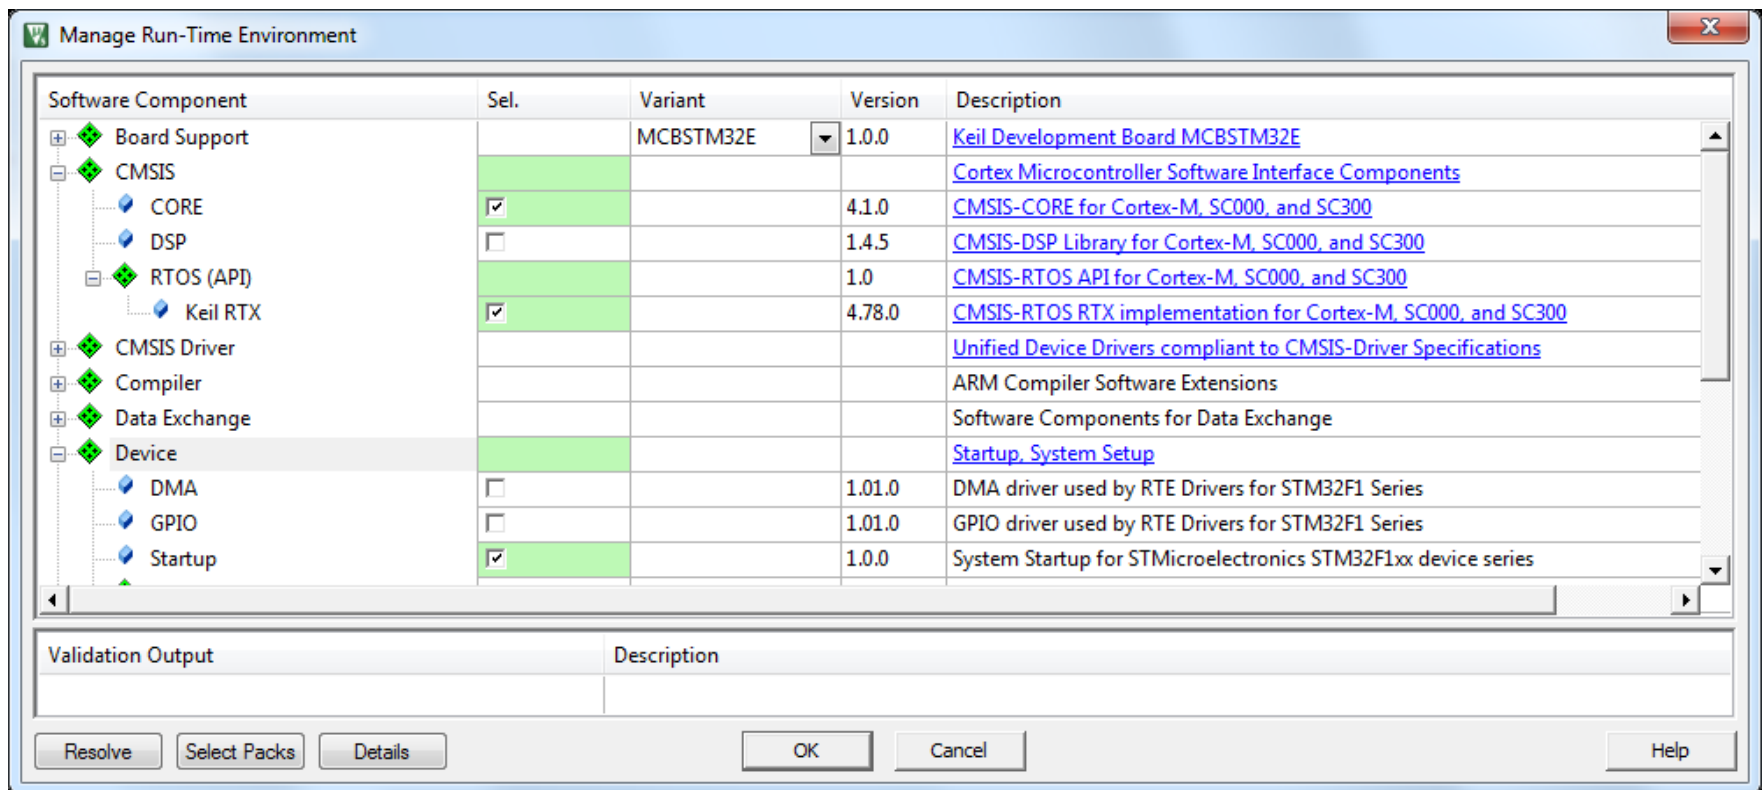 Manage Run-Time Environment
Software Component Sel. Variant Version Description
Board Support MCBSTM32E 1.0.0 Keil Development Board MCBSTM32E
CMSIS Cortex Microcontroller Software Interface Components
CORE 4.1.0 CMSIS-CORE for Cortex-M, SC000, and SC300
DSP 1.4.5 CMSIS-DSP Library for Cortex-M, SC000, and SC300
RTOS (API) 1.0 CMSIS-RTOS API for Cortex-M, SC000, and SC300
Keil RTX 4.78.0 CMSIS-RTOS RTX implementation for Cortex-M, SC000, and SC300
CMSIS Driver Unified Device Drivers compliant to CMSIS-Driver Specifications
Compiler ARM Compiler Software Extensions
Data Exchange Software Components for Data Exchange
Device Startup, System Setup
DMA 1.01.0 DMA driver used by RTE Drivers for STM32F1 Series
GPIO 1.01.0 GPIO driver used by RTE Drivers for STM32F1 Series
Startup 1.0.0 System Startup for STMicroelectronics STM32F1xx device series
Validation Output Description
Resolve Select Packs Details OK Cancel Help